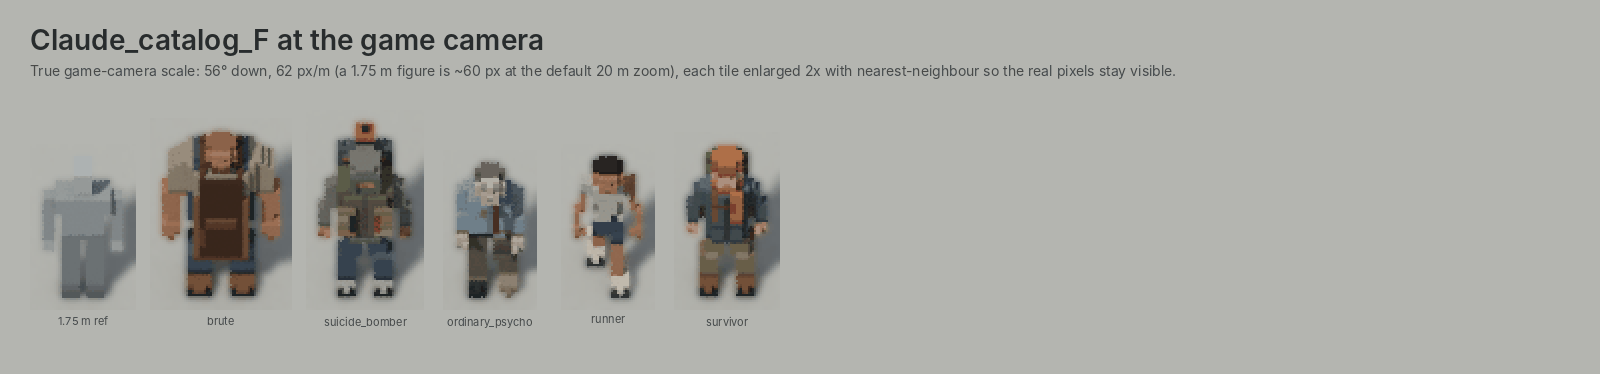 Claude_catalog_F at the game camera
True game-camera scale: 56° down, 62 px/m (a 1.75 m figure is ~60 px at the default 20 m zoom), each tile enlarged 2x with nearest-neighbour so the real pixels stay visible.
1.75 m ref
brute
suicide_bomber
ordinary_psycho
runner
survivor